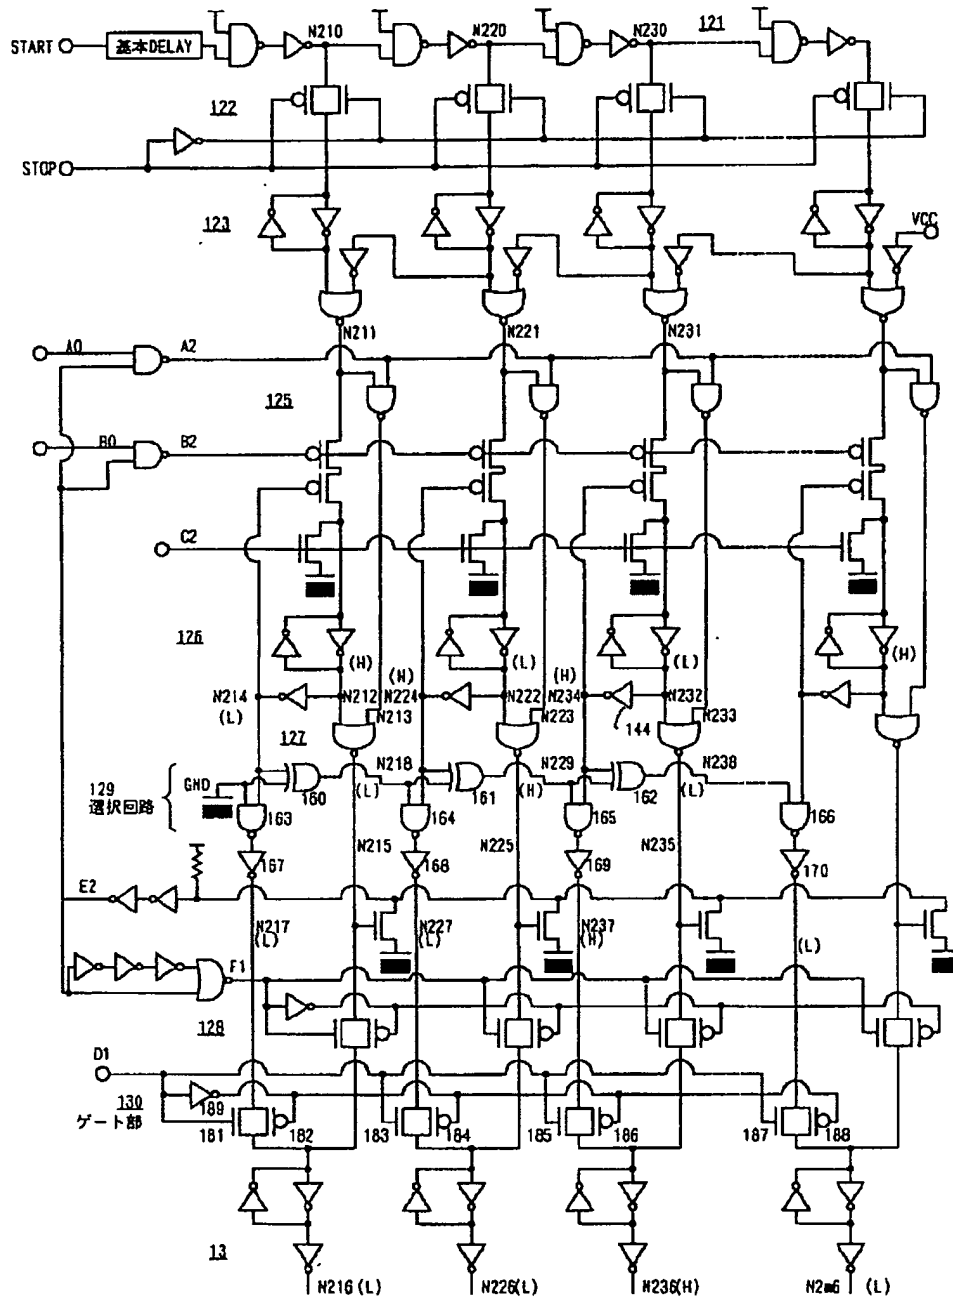 START
基本DELAY
N210
N220
N230
121
122
STOP
123
VCC
N211
N221
N231
A0
A2
125
B0
B2
C2
126
(H)
(H)
(L)
(H)
(L)
(H)
N214
(L)
N212
N224
N222
N234
N232
N213
N223
144
N233
127
N218
N229
N238
129
選択回路
GND
160
(L)
161
(H)
162
(L)
163
164
165
166
N215
N225
N235
167
168
169
170
E2
N217
(L)
N227
(L)
N237
(H)
(L)
F1
128
D1
130
ゲート部
189
181
182
183
184
185
186
187
188
13
N216(L)
N226(L)
N236(H)
N2m6 (L)